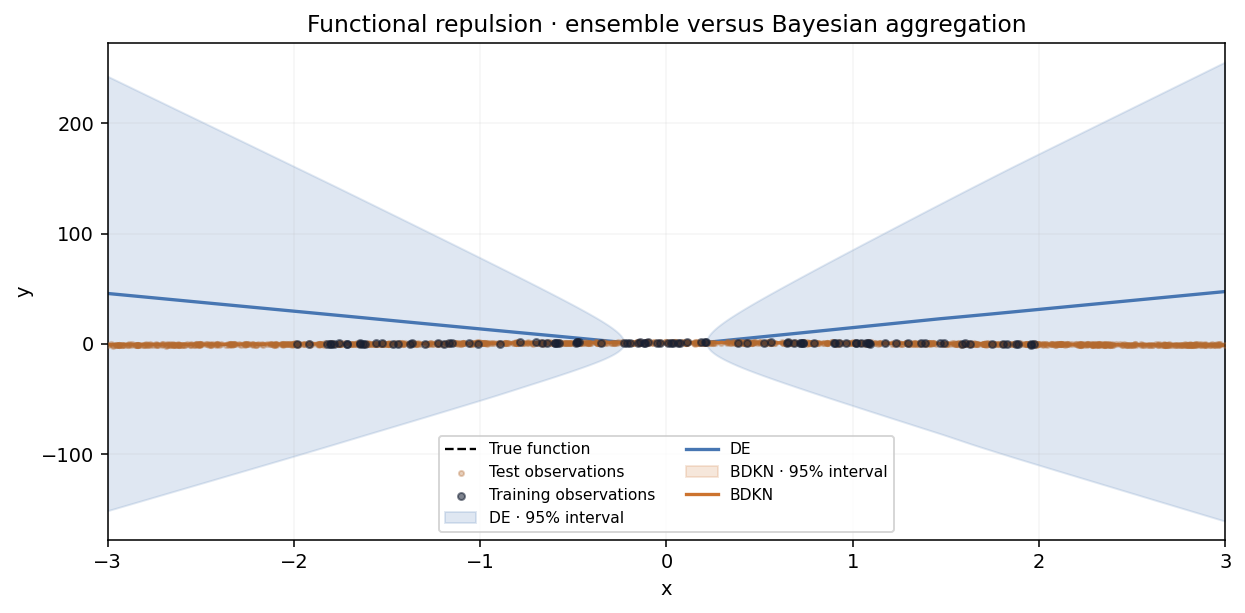 Functional repulsion · ensemble versus Bayesian aggregation
y
200
100
0
−100
−3
−2
−1
0
1
2
3
x
True function
Test observations
Training observations
DE · 95% interval
DE
BDKN · 95% interval
BDKN